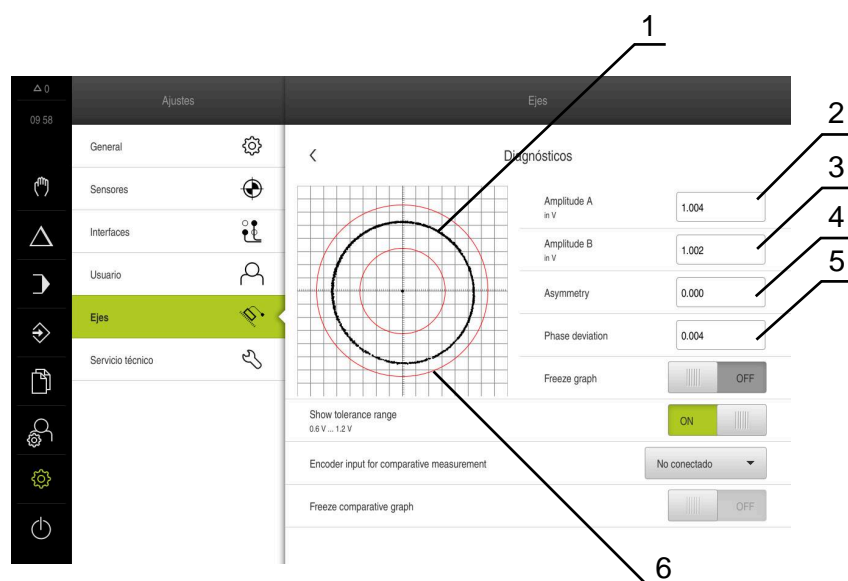 1
△ 0
Ajustes
Ejes
09 58
2
General
Diagnósticos
3
Sensores
Amplitude A
in V
1.004
Interfaces
Amplitude B
in V
1.002
4
Usuario
5
Ejes
Asymmetry
0.000
Servicio técnico
Phase deviation
0.004
Freeze graph
OFF
Show tolerance range
0.6 V ... 1.2 V
ON
Encoder input for comparative measurement
No conectado
Freeze comparative graph
OFF
6